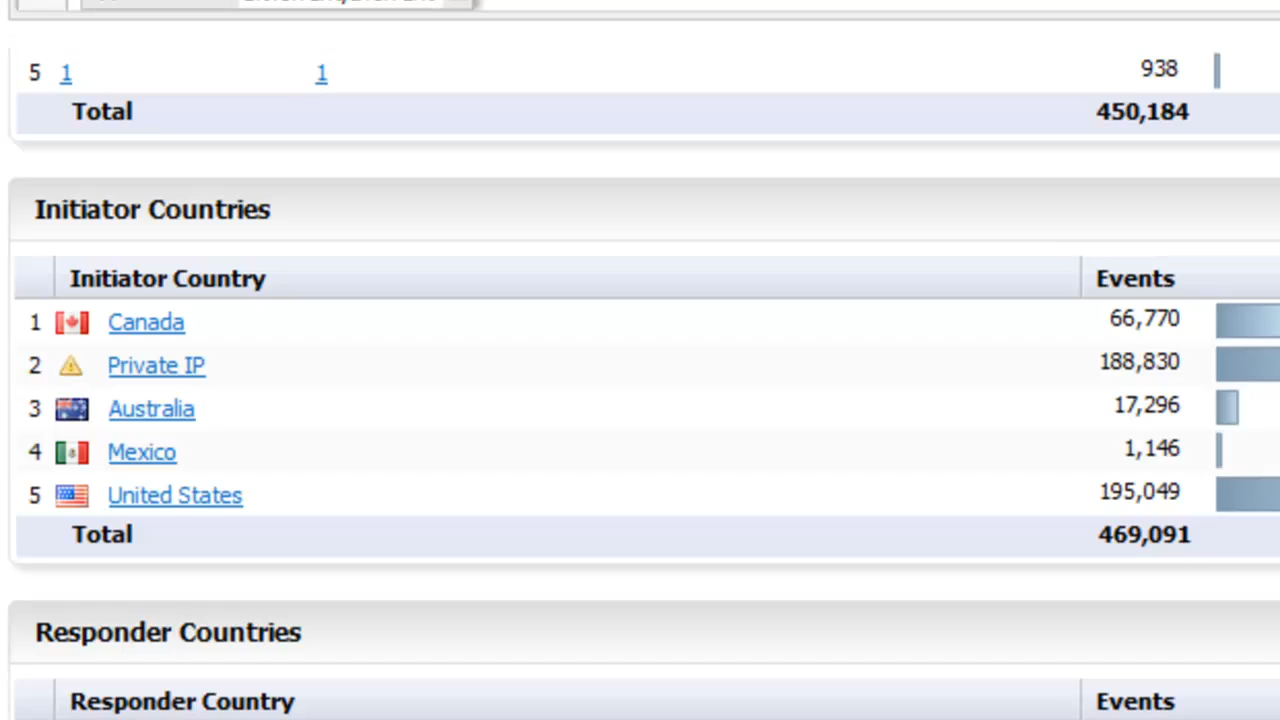 5 1 1 938
Total 450,184
Initiator Countries
Initiator Country Events
1 Canada 66,770
2 Private IP 188,830
3 Australia 17,296
4 Mexico 1,146
5 United States 195,049
Total 469,091
Responder Countries
Responder Country Events